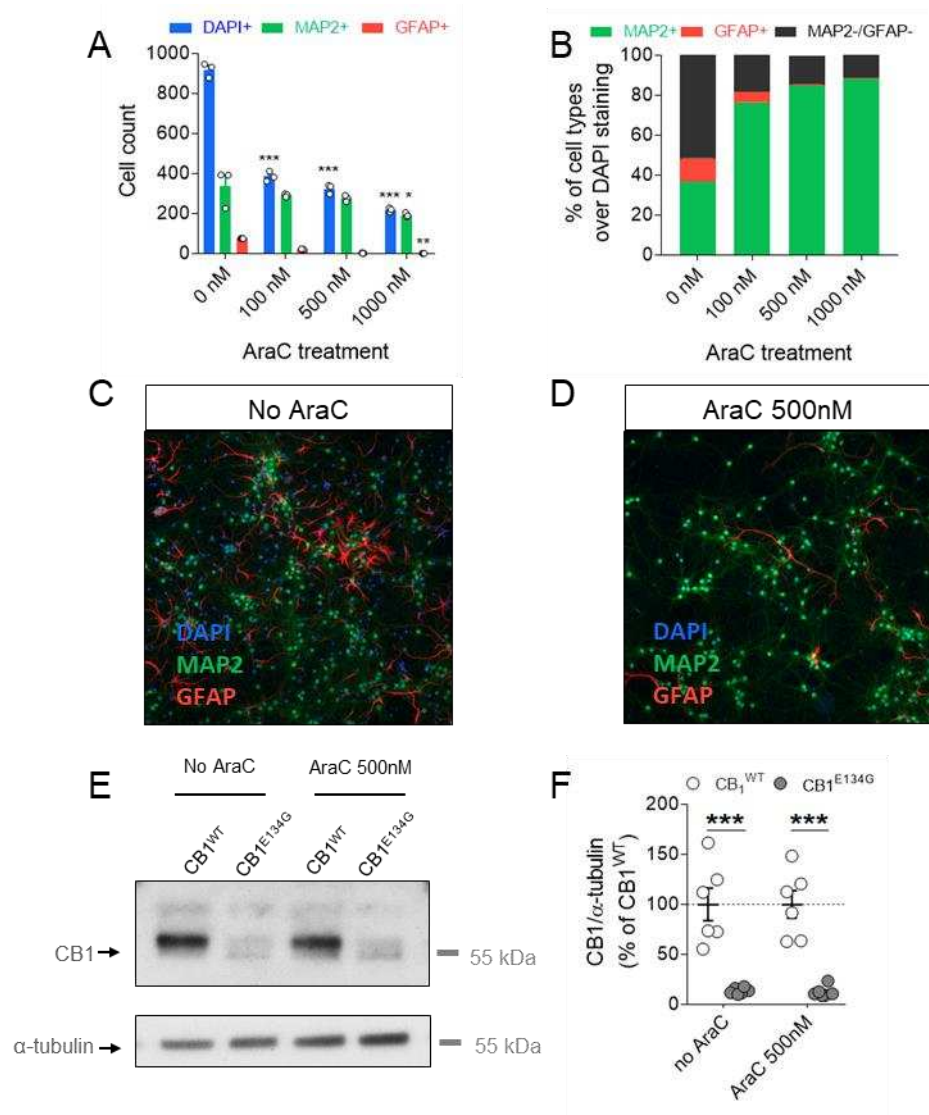 A
DAPI+ MAP2+ GFAP+
Cell count
1000
800
600
400
200
0
*** *** *** * **
0 nM 100 nM 500 nM 1000 nM
AraC treatment
B
MAP2+ GFAP+ MAP2-/GFAP-
% of cell types
over DAPI staining
100
80
60
40
20
0
0 nM 100 nM 500 nM 1000 nM
AraC treatment
C
No AraC
DAPI
MAP2
GFAP
D
AraC 500nM
DAPI
MAP2
GFAP
E
No AraC AraC 500nM
CB1WT CB1E134G CB1WT CB1E134G
CB1 55 kDa
α-tubulin 55 kDa
F
CB1WT CB1E134G
CB1/α-tubulin
(% of CB1WT)
200
150
100
50
0
*** ***
no AraC AraC 500nM